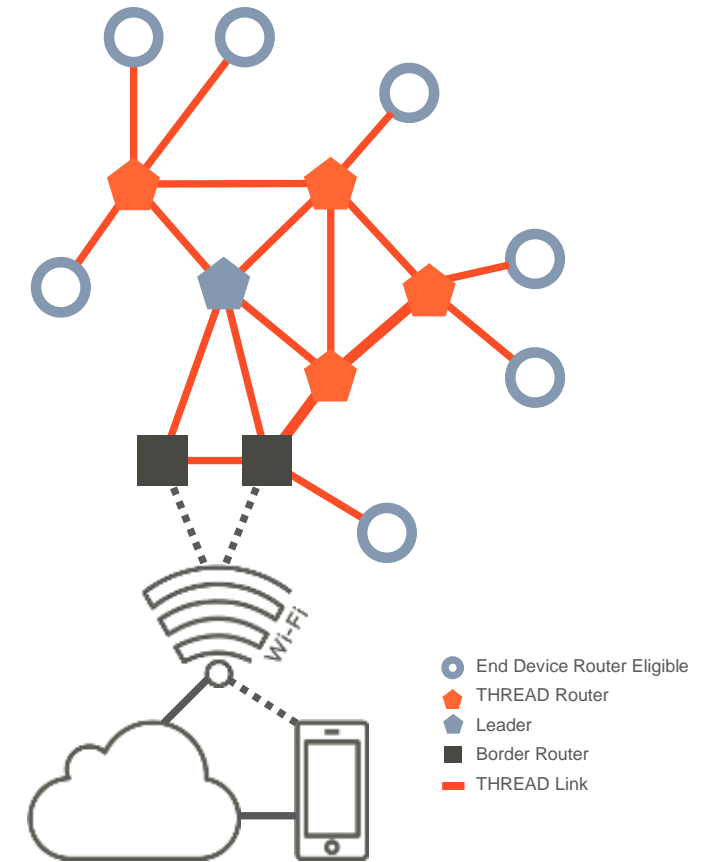 Wi-Fi
End Device Router Eligible
THREAD Router
Leader
Border Router
THREAD Link